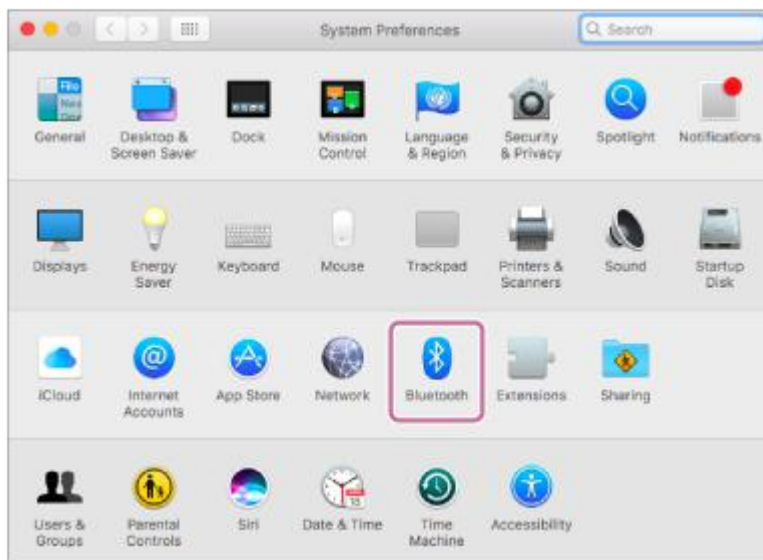 System Preferences
Search
General
Desktop &
Screen Saver
Dock
Mission
Control
Language
& Region
Security
& Privacy
Spotlight
Notifications
Displays
Energy
Saver
Keyboard
Mouse
Trackpad
Printers &
Scanners
Sound
Startup
Disk
iCloud
Internet
Accounts
App Store
Network
Bluetooth
Extensions
Sharing
Users &
Groups
Parental
Controls
Siri
Date & Time
Time
Machine
Accessibility